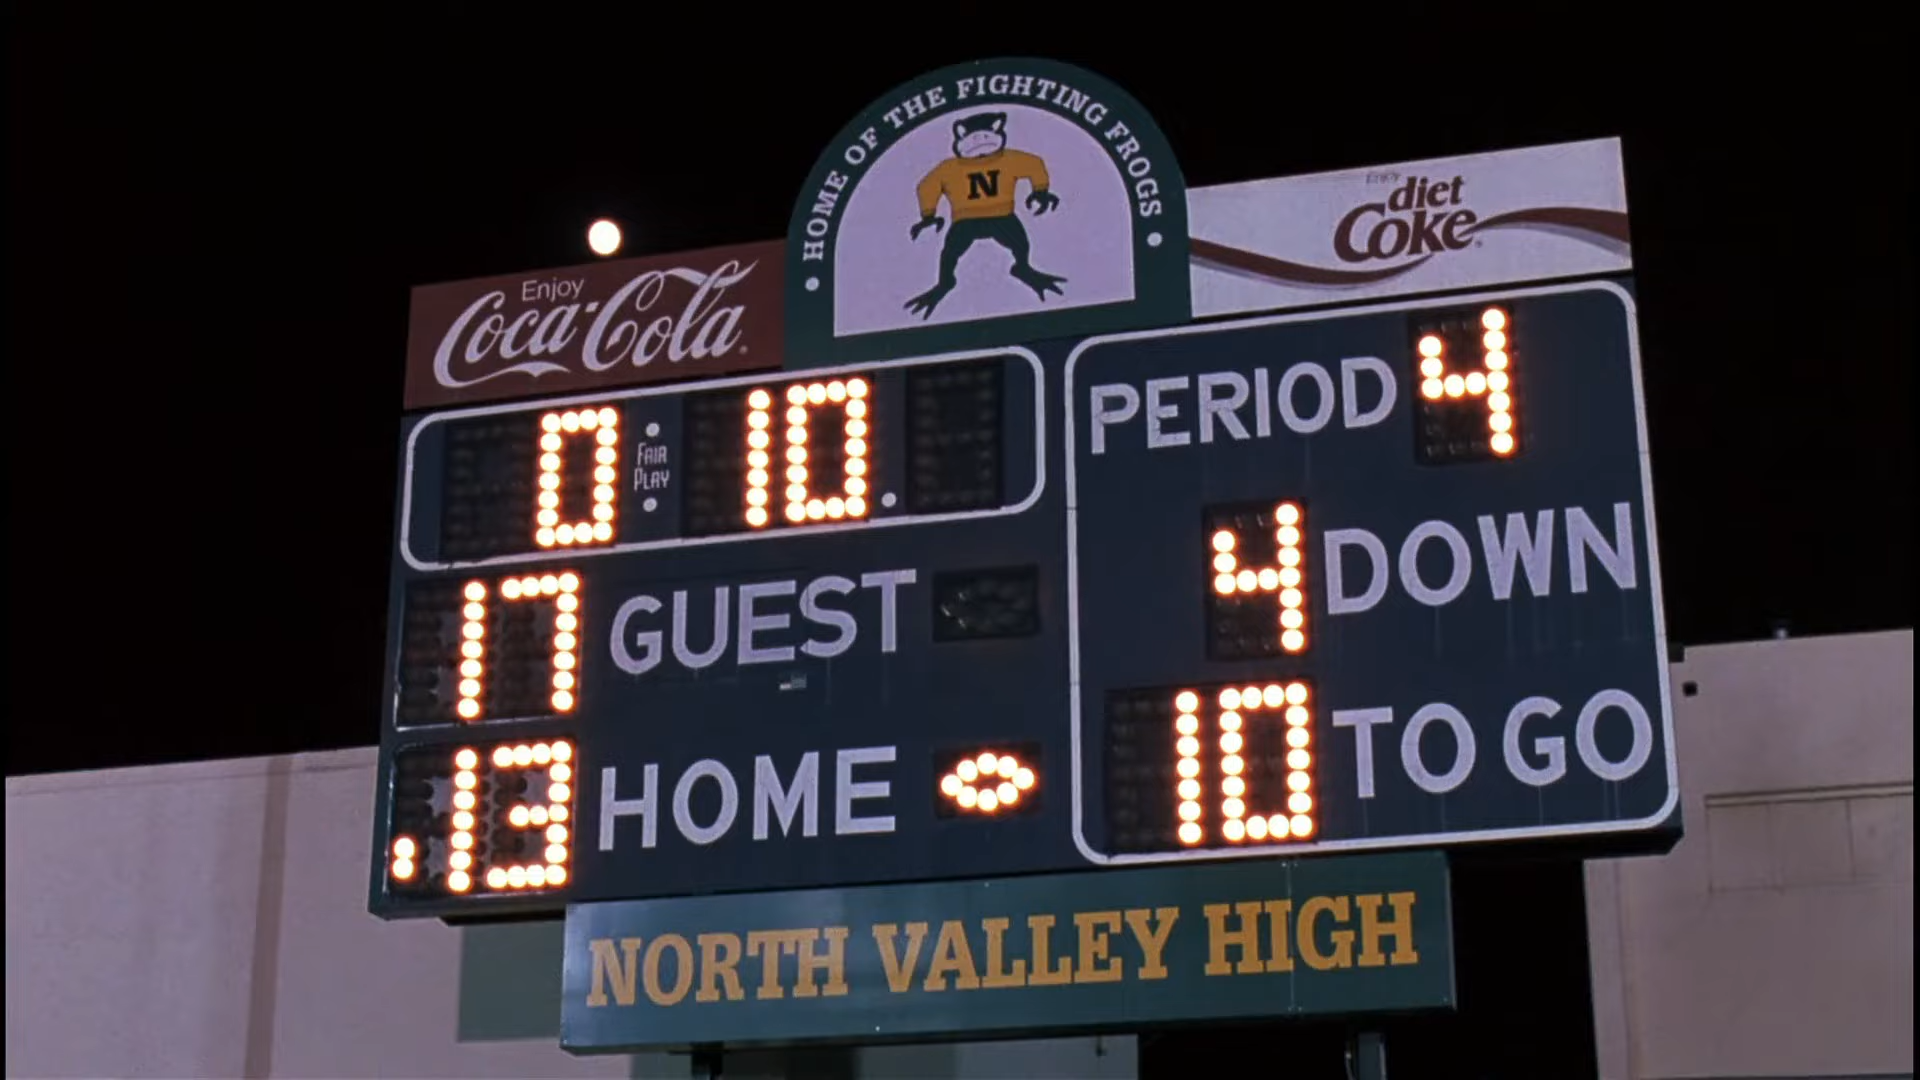 HOME OF THE FIGHTING FROGS
N
Enjoy
Coca-Cola
Enjoy
diet
Coke
0 : 10 .
FAIR
PLAY
PERIOD 4
17 GUEST
4 DOWN
13 HOME
10 TO GO
NORTH VALLEY HIGH